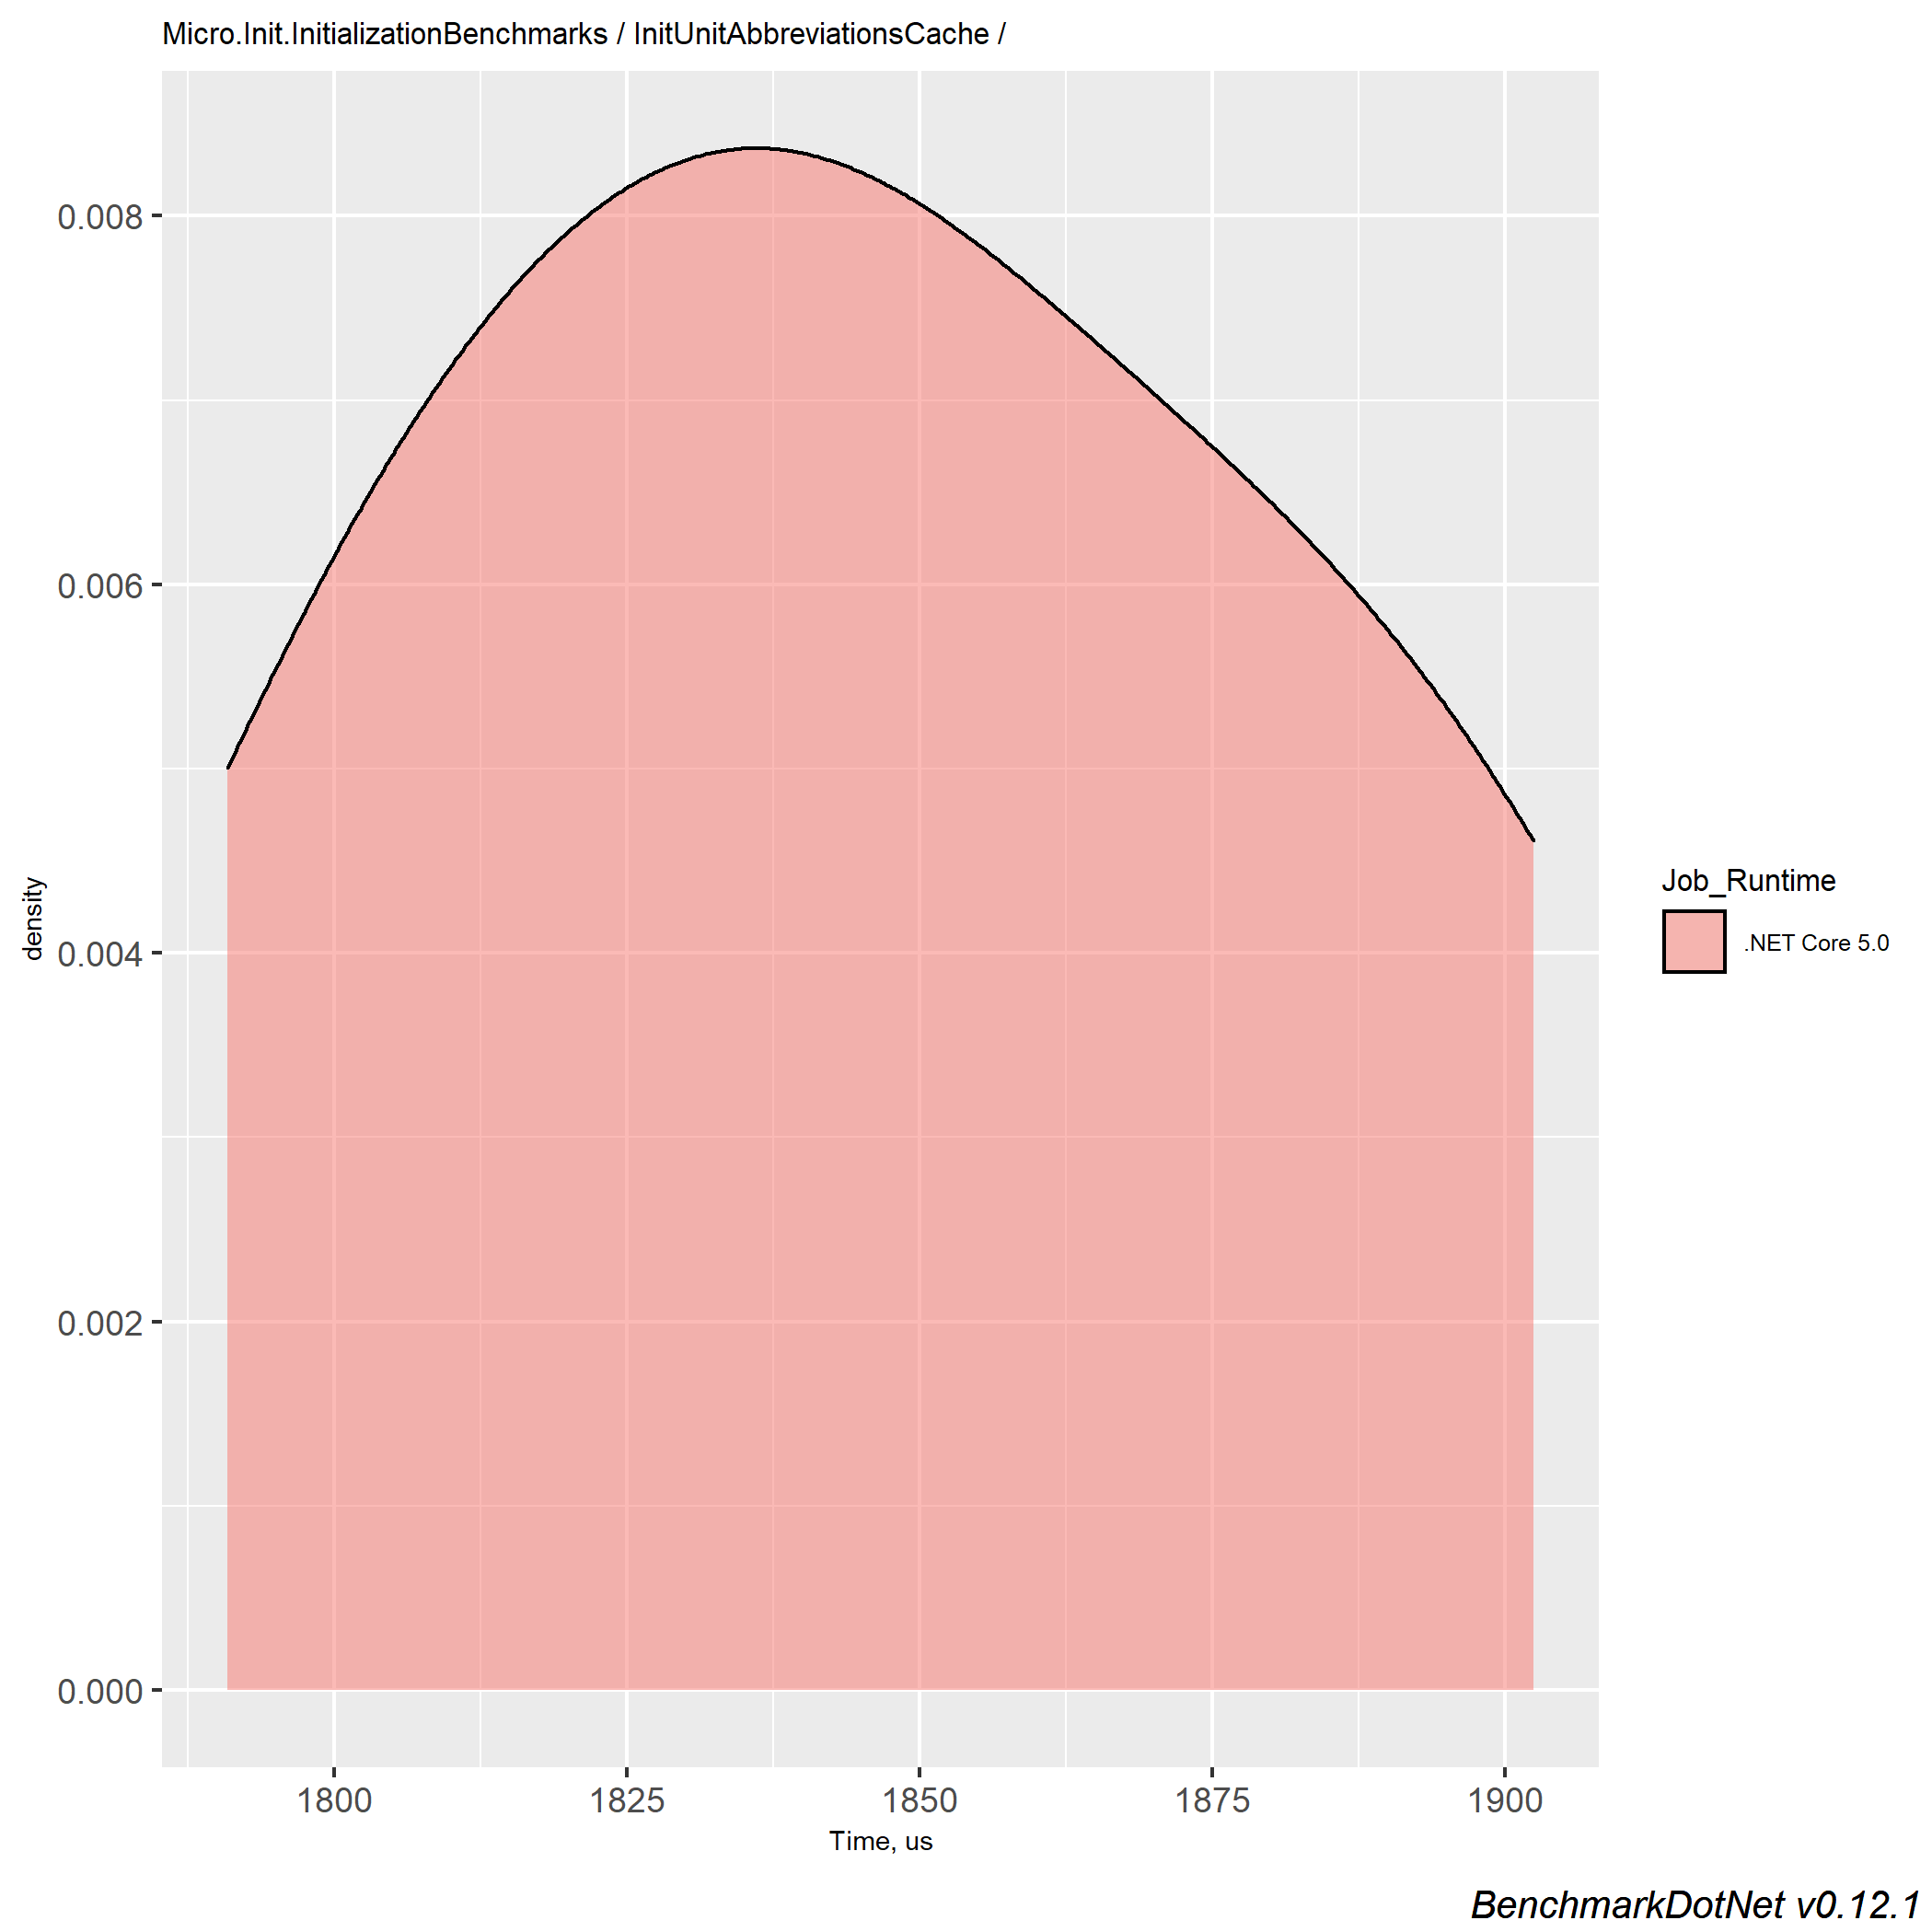 Micro.Init.InitializationBenchmarks / InitUnitAbbreviationsCache /
0.008
0.006
0.004
0.002
0.000
density
1800 1825 1850 1875 1900
Time, us
Job_Runtime
.NET Core 5.0
BenchmarkDotNet v0.12.1